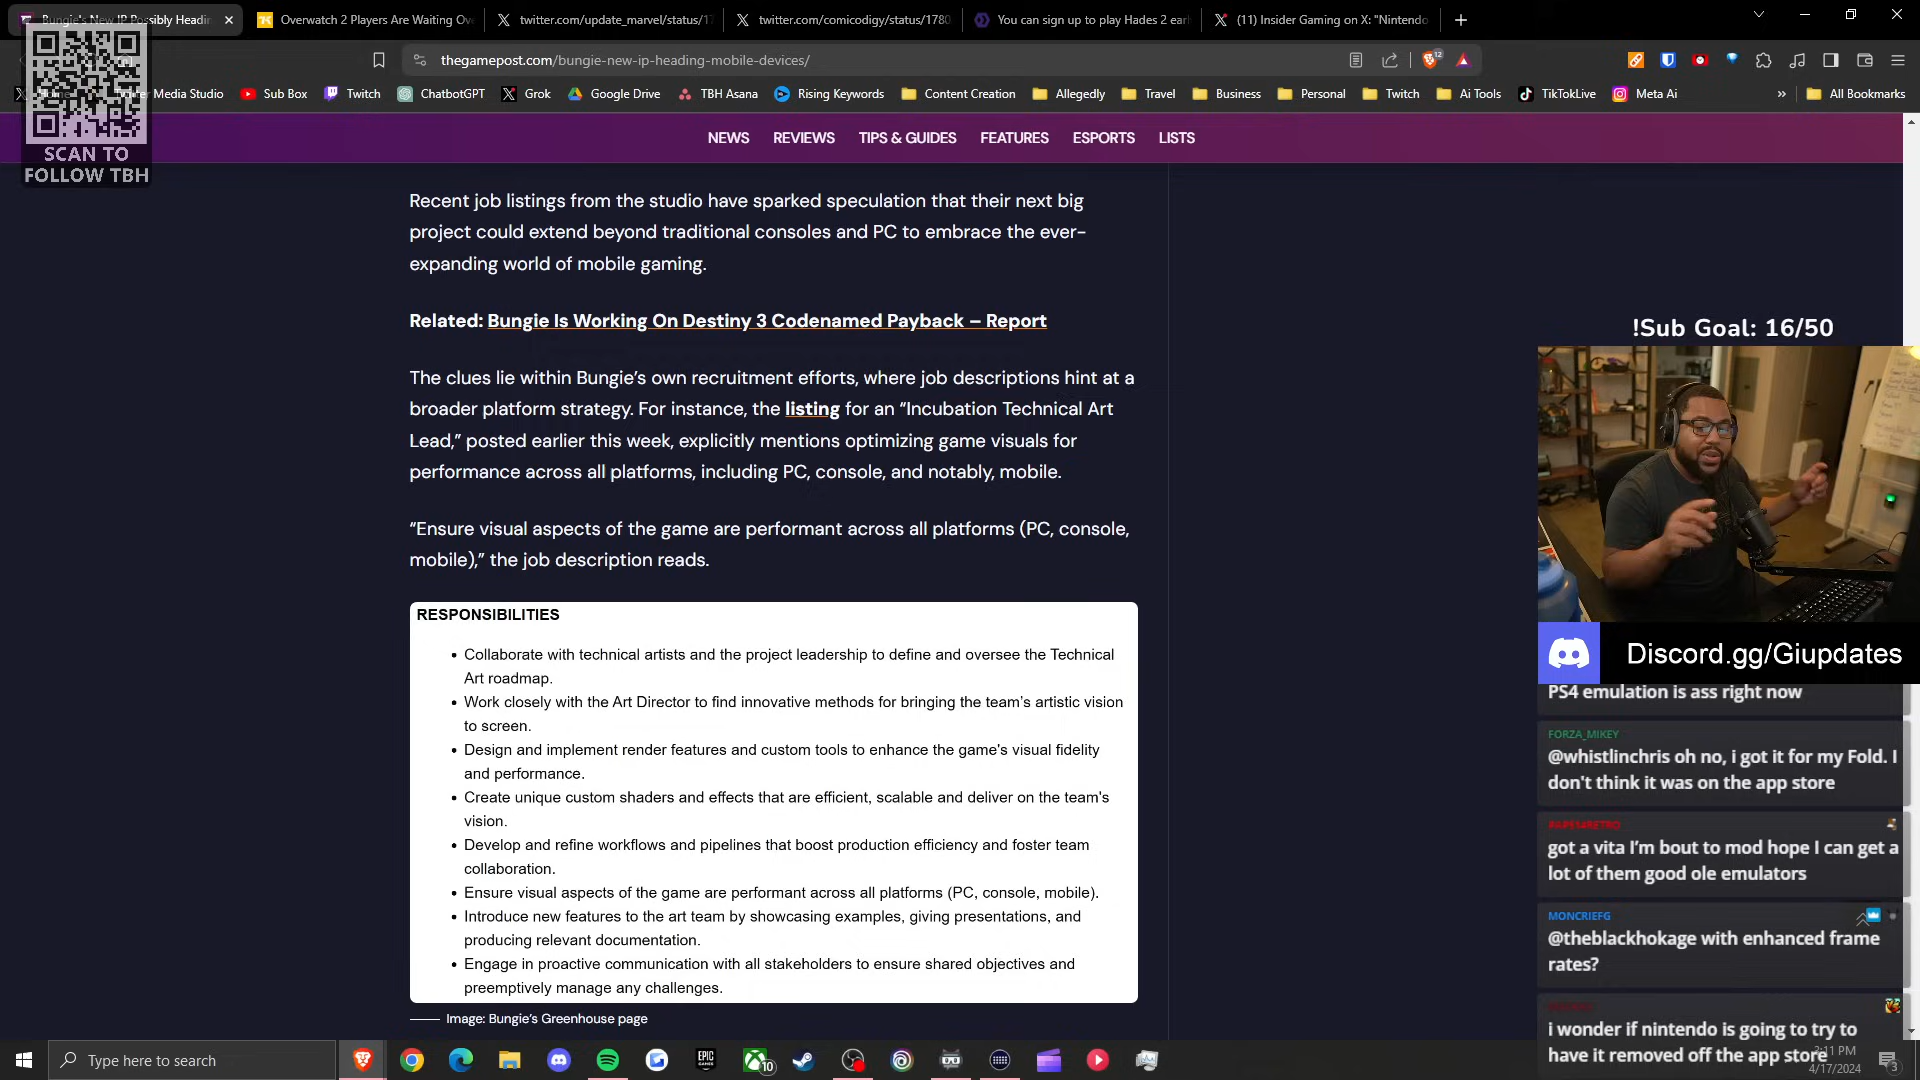 Bungie's New IP Possibly Headin
Overwatch 2 Players Are Waiting Ov
twitter.com/update_marvel/status/17
twitter.com/comicodigy/status/1780
You can sign up to play Hades 2 earl
(11) Insider Gaming on X: "Nintendo
thegamepost.com/bungie-new-ip-heading-mobile-devices/
12
Media Studio
Sub Box
Twitch
ChatbotGPT
Grok
Google Drive
TBH Asana
Rising Keywords
Content Creation
Allegedly
Travel
Business
Personal
Twitch
Ai Tools
TikTokLive
Meta Ai
»
All Bookmarks
SCAN TO
FOLLOW TBH
NEWS
REVIEWS
TIPS & GUIDES
FEATURES
ESPORTS
LISTS
Recent job listings from the studio have sparked speculation that their next big
project could extend beyond traditional consoles and PC to embrace the ever-
expanding world of mobile gaming.
Related: Bungie Is Working On Destiny 3 Codenamed Payback – Report
The clues lie within Bungie's own recruitment efforts, where job descriptions hint at a
broader platform strategy. For instance, the listing for an “Incubation Technical Art
Lead,” posted earlier this week, explicitly mentions optimizing game visuals for
performance across all platforms, including PC, console, and notably, mobile.
“Ensure visual aspects of the game are performant across all platforms (PC, console,
mobile),” the job description reads.
RESPONSIBILITIES
• Collaborate with technical artists and the project leadership to define and oversee the Technical
Art roadmap.
• Work closely with the Art Director to find innovative methods for bringing the team's artistic vision
to screen.
• Design and implement render features and custom tools to enhance the game's visual fidelity
and performance.
• Create unique custom shaders and effects that are efficient, scalable and deliver on the team's
vision.
• Develop and refine workflows and pipelines that boost production efficiency and foster team
collaboration.
• Ensure visual aspects of the game are performant across all platforms (PC, console, mobile).
• Introduce new features to the art team by showcasing examples, giving presentations, and
producing relevant documentation.
• Engage in proactive communication with all stakeholders to ensure shared objectives and
preemptively manage any challenges.
Image: Bungie's Greenhouse page
!Sub Goal: 16/50
Discord.gg/Giupdates
PS4 emulation is ass right now
FORZA_MIKEY
@whistlinchris oh no, i got it for my Fold. I
don't think it was on the app store
got a vita I'm bout to mod hope I can get a
lot of them good ole emulators
MONCRIEFG
@theblackhokage with enhanced frame
rates?
i wonder if nintendo is going to try to
have it removed off the app store
Type here to search
EPIC
GAMES
10
3:11 PM
4/17/2024
3